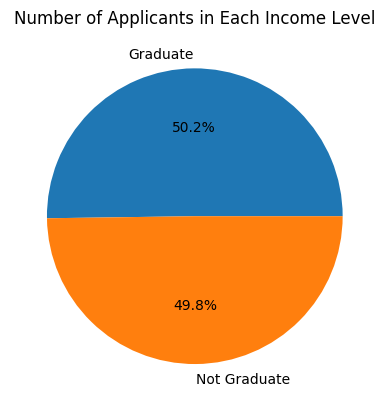 Number of Applicants in Each Income Level
Graduate
50.2%
49.8%
Not Graduate